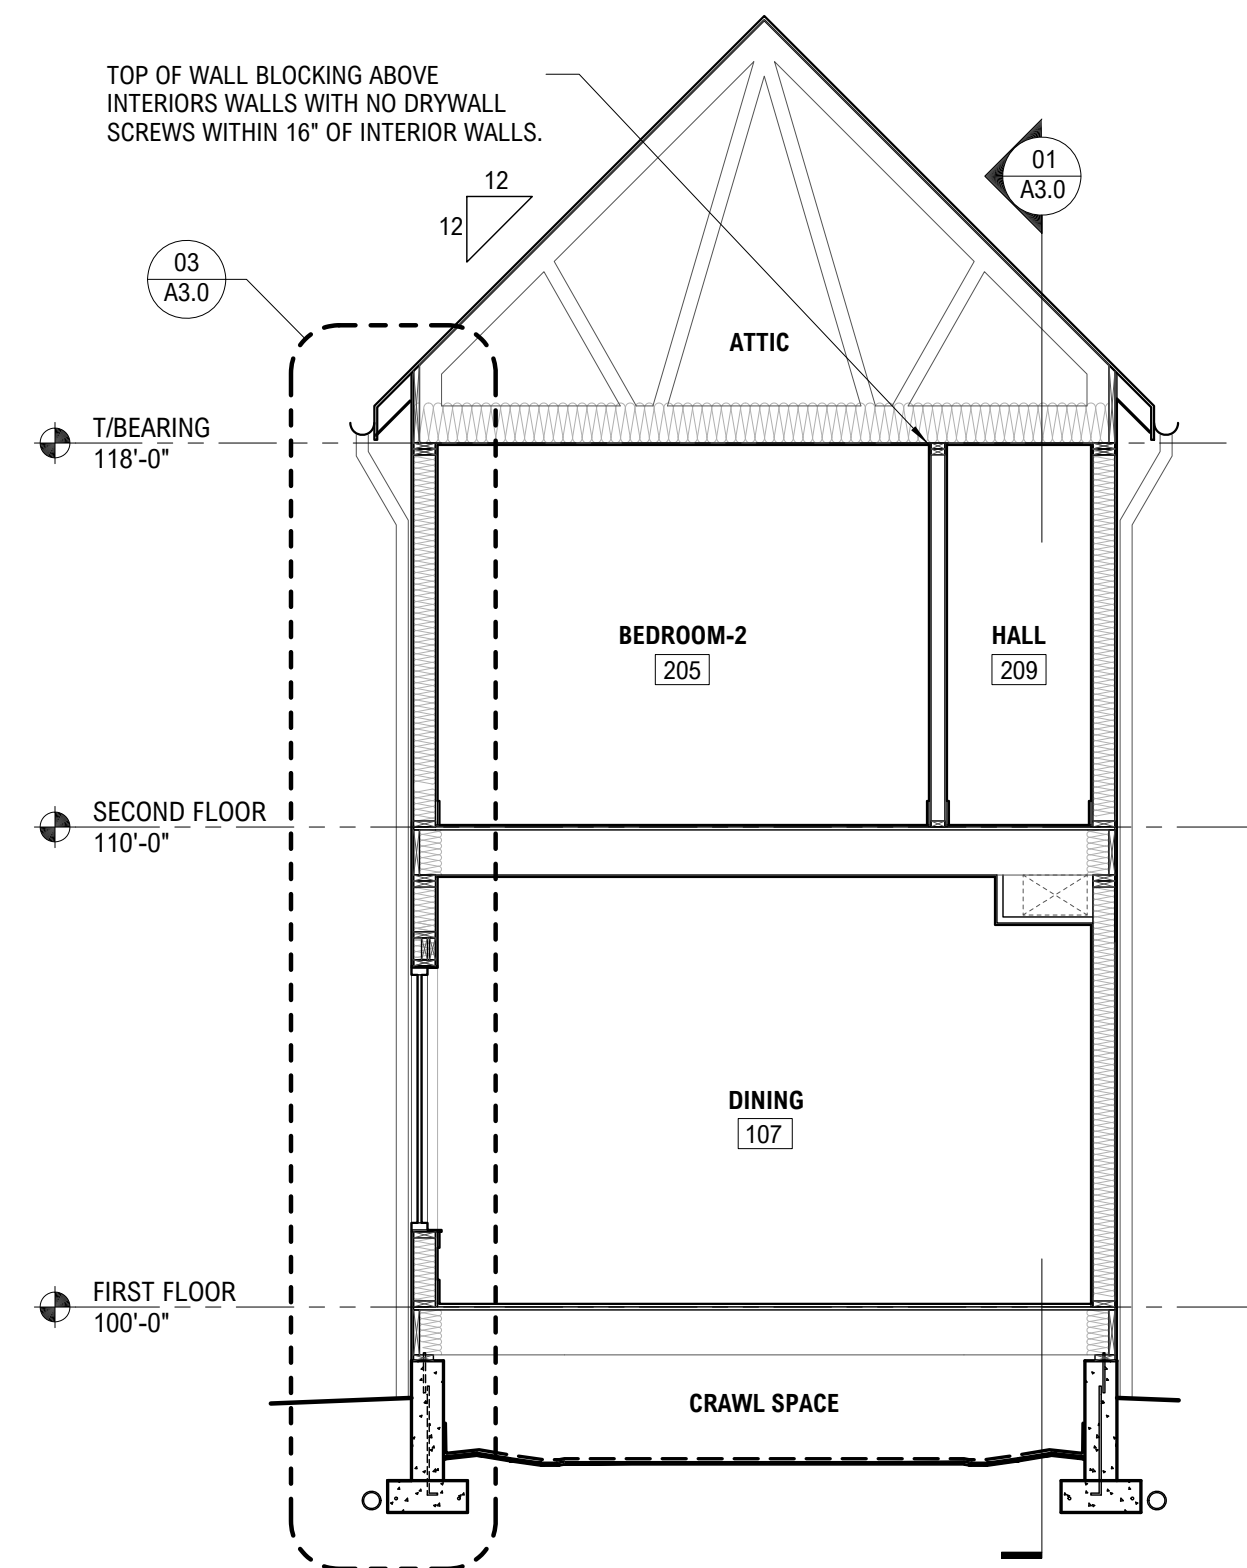 TOP OF WALL BLOCKING ABOVE
INTERIORS WALLS WITH NO DRYWALL
SCREWS WITHIN 16" OF INTERIOR WALLS.
01
A3.0
12
12
03
A3.0
ATTIC
T/BEARING
118'-0"
BEDROOM-2
205
HALL
209
SECOND FLOOR
110'-0"
DINING
107
FIRST FLOOR
100'-0"
CRAWL SPACE